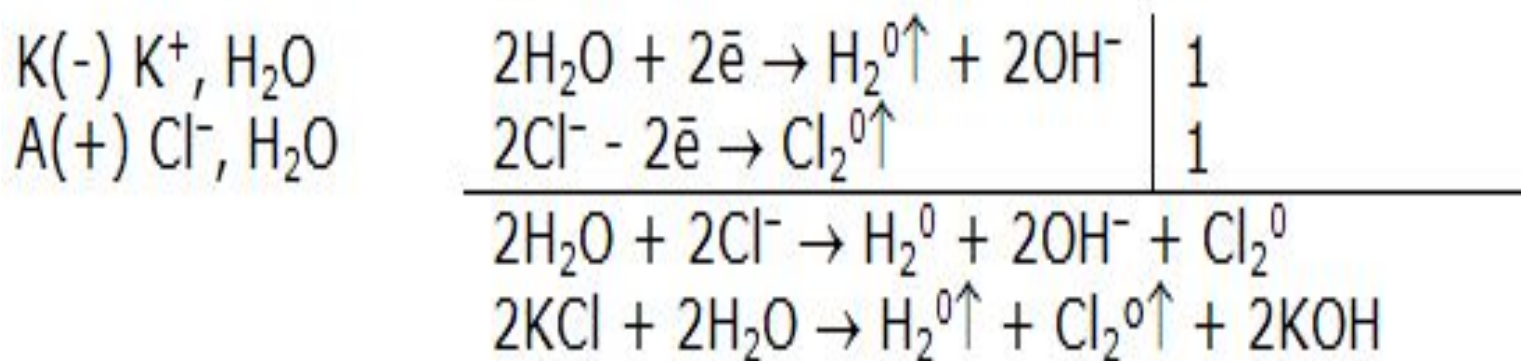 K(-) K⁺, H₂O 2H₂O + 2ē → H₂⁰↑ + 2OH⁻ | 1
A(+) Cl⁻, H₂O 2Cl⁻ - 2ē → Cl₂⁰↑ | 1
2H₂O + 2Cl⁻ → H₂⁰ + 2OH⁻ + Cl₂⁰
2KCl + 2H₂O → H₂⁰↑ + Cl₂⁰↑ + 2KOH